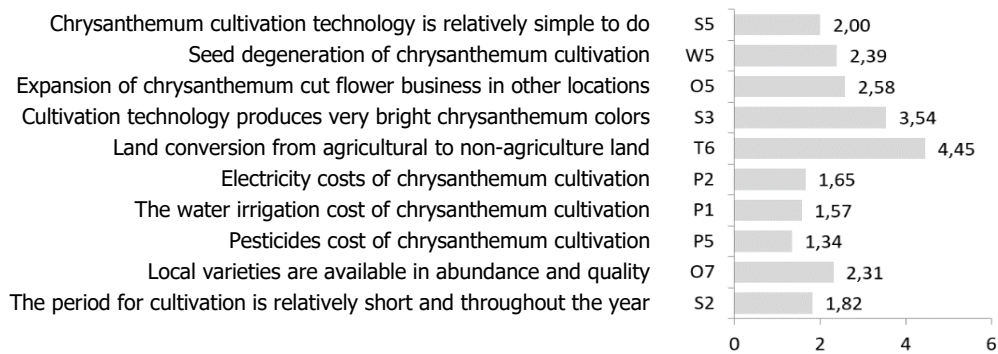 Chrysanthemum cultivation technology is relatively simple to do S5 2,00
Seed degeneration of chrysanthemum cultivation W5 2,39
Expansion of chrysanthemum cut flower business in other locations O5 2,58
Cultivation technology produces very bright chrysanthemum colors S3 3,54
Land conversion from agricultural to non-agriculture land T6 4,45
Electricity costs of chrysanthemum cultivation P2 1,65
The water irrigation cost of chrysanthemum cultivation P1 1,57
Pesticides cost of chrysanthemum cultivation P5 1,34
Local varieties are available in abundance and quality O7 2,31
The period for cultivation is relatively short and throughout the year S2 1,82
0 2 4 6